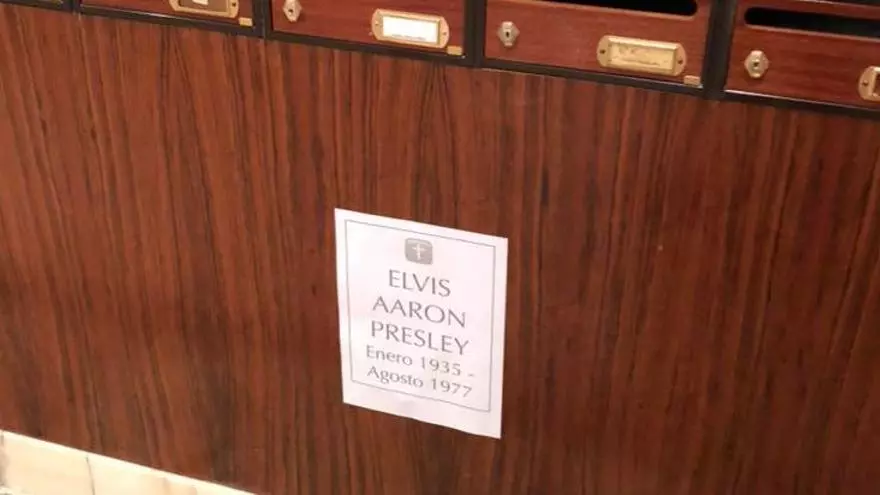 ELVIS
AARON
PRESLEY
Enero 1935 -
Agosto 1977